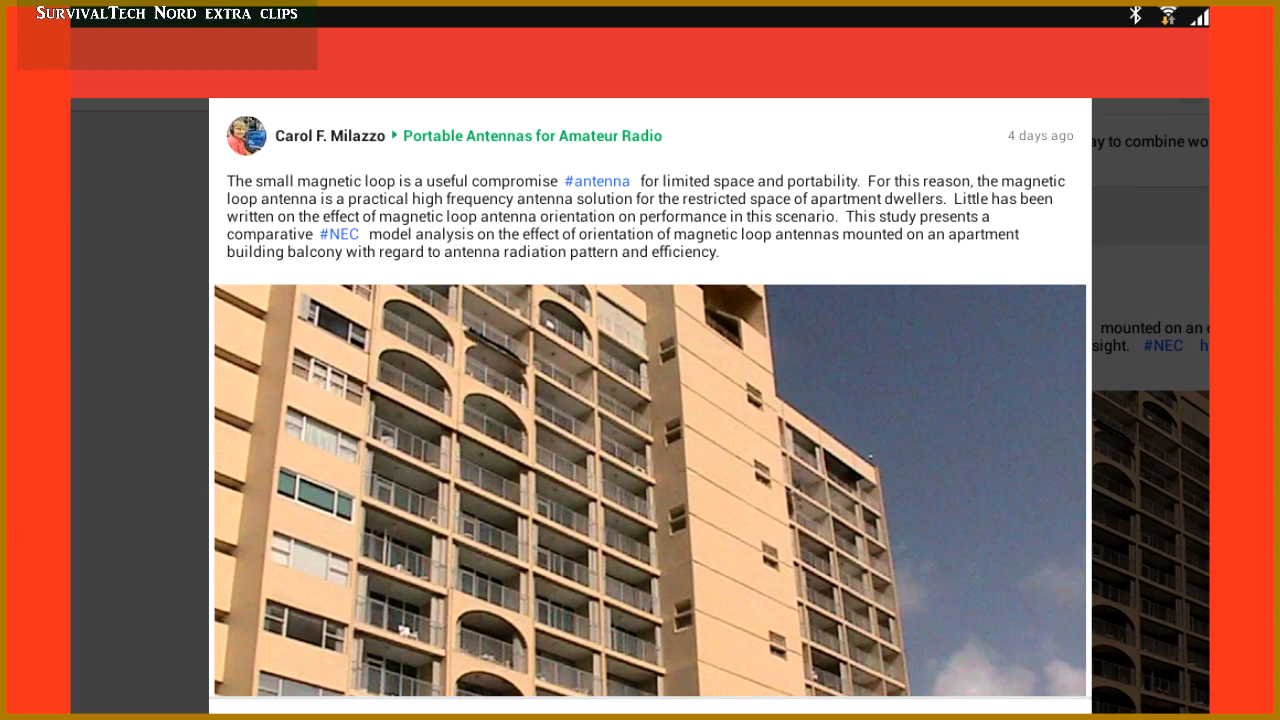 SurvivalTech Nord extra clips
Carol F. Milazzo Portable Antennas for Amateur Radio 4 days ago
The small magnetic loop is a useful compromise #antenna for limited space and portability. For this reason, the magnetic
loop antenna is a practical high frequency antenna solution for the restricted space of apartment dwellers. Little has been
written on the effect of magnetic loop antenna orientation on performance in this scenario. This study presents a
comparative #NEC model analysis on the effect of orientation of magnetic loop antennas mounted on an apartment
building balcony with regard to antenna radiation pattern and efficiency.
to combine
mounted on an
sight. #NEC